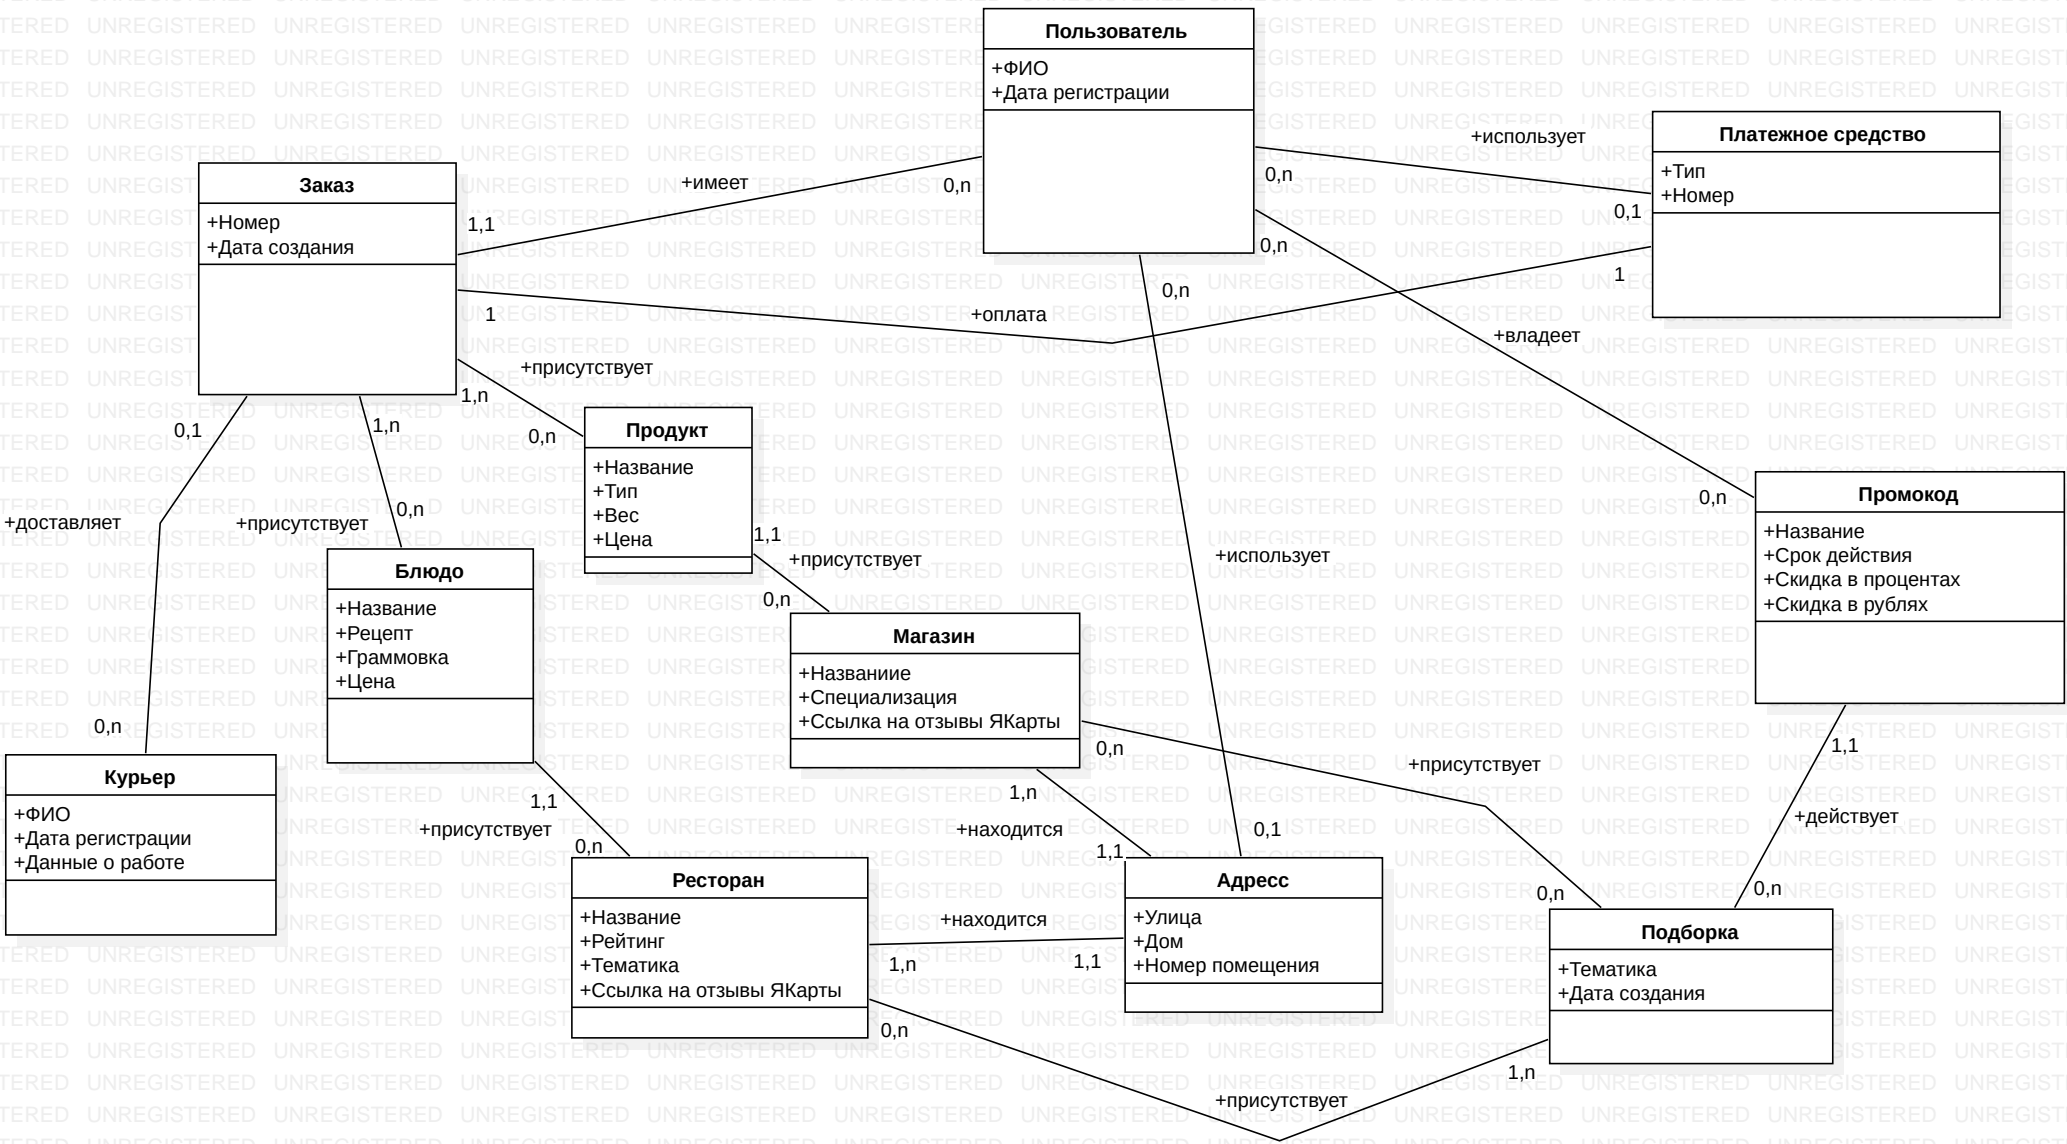 Пользователь
+ФИО
+Дата регистрации
Платежное средство
+Тип
+Номер
+использует
0,n
0,1
Заказ
+Номер
+Дата создания
+имеет
0,n
1,1
0,n
+оплата
1
1
0,n
+владеет
0,n
+присутствует
1,n
0,n
Продукт
+Название
+Тип
+Вес
+Цена
0,1
+доставляет
0,n
1,n
+присутствует
0,n
Блюдо
+Название
+Рецепт
+Граммовка
+Цена
1,1
+присутствует
0,n
+использует
0,1
Промокод
+Название
+Срок действия
+Скидка в процентах
+Скидка в рублях
Магазин
+Названиие
+Специализация
+Ссылка на отзывы ЯКарты
0,n
+присутствует
0,n
1,1
+действует
0,n
Курьер
+ФИО
+Дата регистрации
+Данные о работе
1,1
+присутствует
0,n
1,n
+находится
1,1
Ресторан
+Название
+Рейтинг
+Тематика
+Ссылка на отзывы ЯКарты
+находится
1,n
1,1
Адресс
+Улица
+Дом
+Номер помещения
Подборка
+Тематика
+Дата создания
0,n
+присутствует
1,n
UNREGISTERED